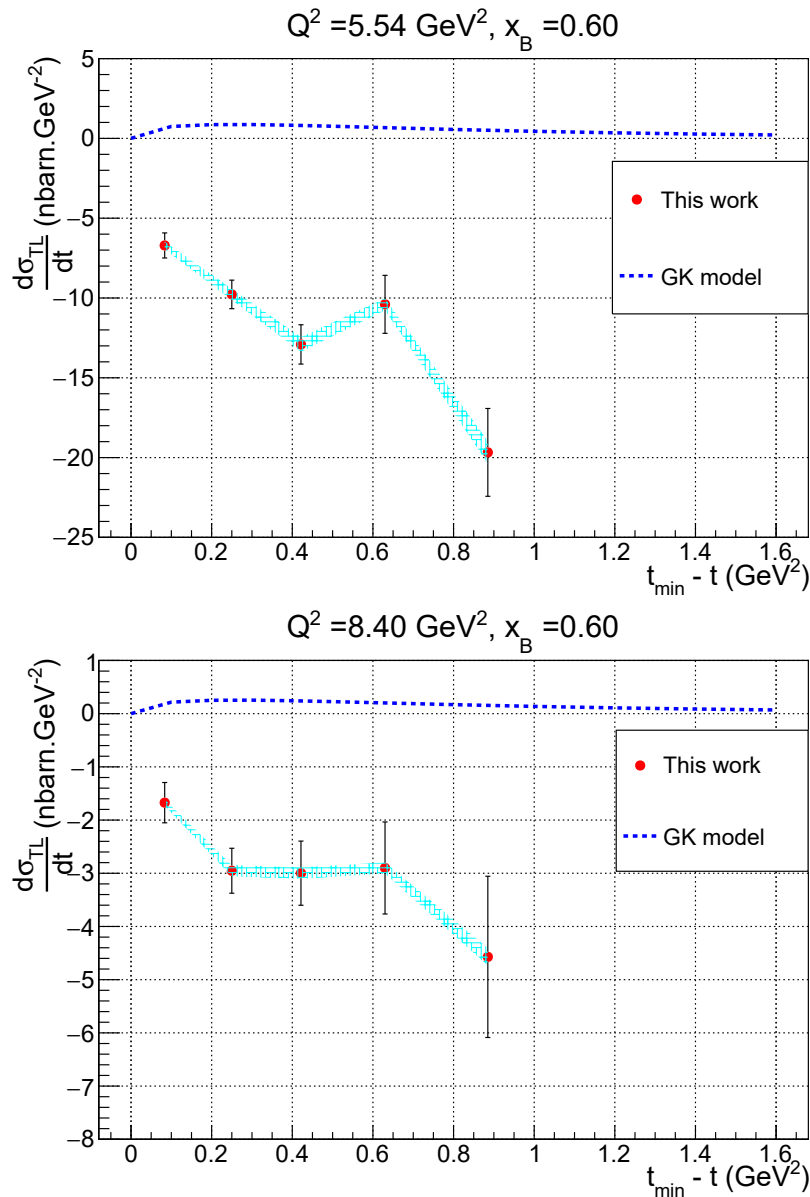 Q² =5.54 GeV², x_B =0.60
dσ_TL/dt (nbarn.GeV⁻²)
5
0
−5
−10
−15
−20
−25
This work
GK model
0 0.2 0.4 0.6 0.8 1 1.2 1.4 1.6
t_min - t (GeV²)
Q² =8.40 GeV², x_B =0.60
dσ_TL/dt (nbarn.GeV⁻²)
1
0
−1
−2
−3
−4
−5
−6
−7
−8
This work
GK model
0 0.2 0.4 0.6 0.8 1 1.2 1.4 1.6
t_min - t (GeV²)